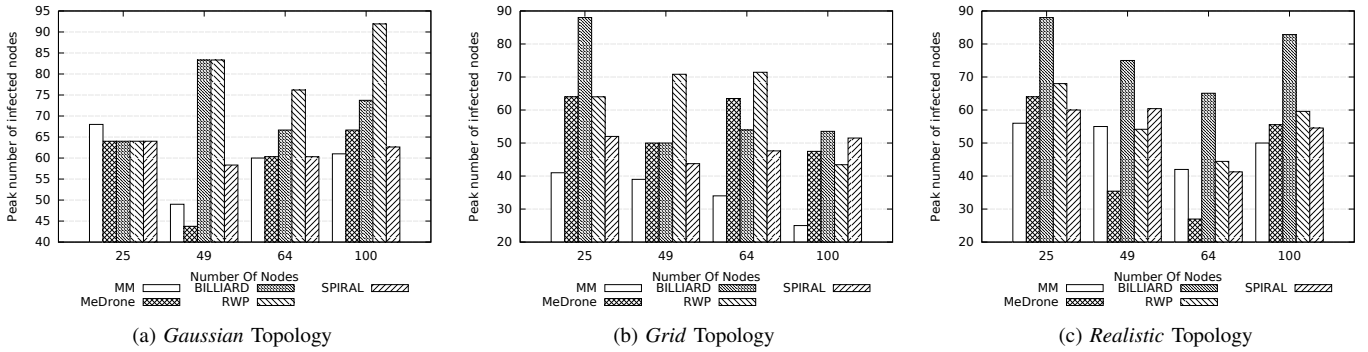 Peak number of infected nodes
95
90
85
80
75
70
65
60
55
50
45
40
25 49 64 100
Number Of Nodes
MM BILLIARD SPIRAL
MeDrone RWP
(a) Gaussian Topology
Peak number of infected nodes
90
80
70
60
50
40
30
20
25 49 64 100
Number Of Nodes
MM BILLIARD SPIRAL
MeDrone RWP
(b) Grid Topology
Peak number of infected nodes
90
80
70
60
50
40
30
20
25 49 64 100
Number Of Nodes
MM BILLIARD SPIRAL
MeDrone RWP
(c) Realistic Topology